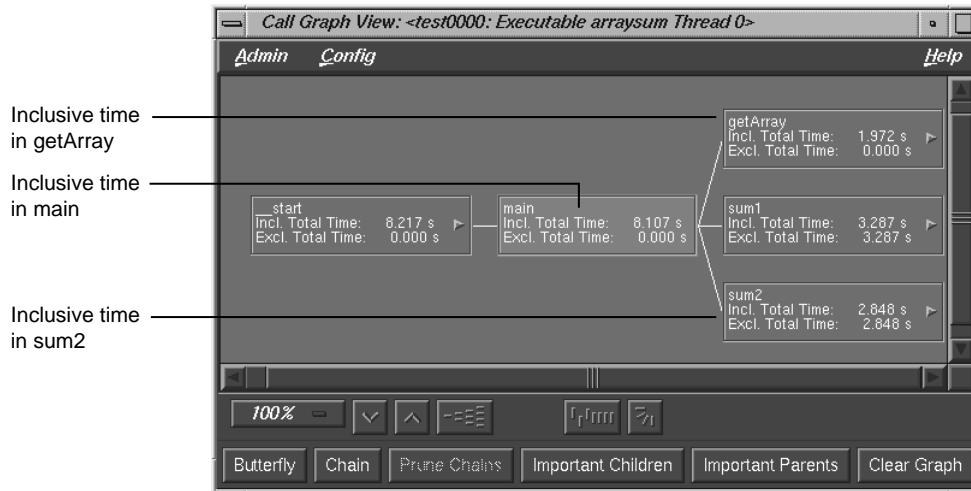 Call Graph View: <test0000: Executable arraysum Thread 0>
Admin Config Help
Inclusive time
in getArray
Inclusive time
in main
Inclusive time
in sum2
getArray
Incl. Total Time: 1.972 s
Excl. Total Time: 0.000 s
__start
Incl. Total Time: 8.217 s
Excl. Total Time: 0.000 s
main
Incl. Total Time: 8.107 s
Excl. Total Time: 0.000 s
sum1
Incl. Total Time: 3.287 s
Excl. Total Time: 3.287 s
sum2
Incl. Total Time: 2.848 s
Excl. Total Time: 2.848 s
100%
Butterfly Chain Prune Chains Important Children Important Parents Clear Graph